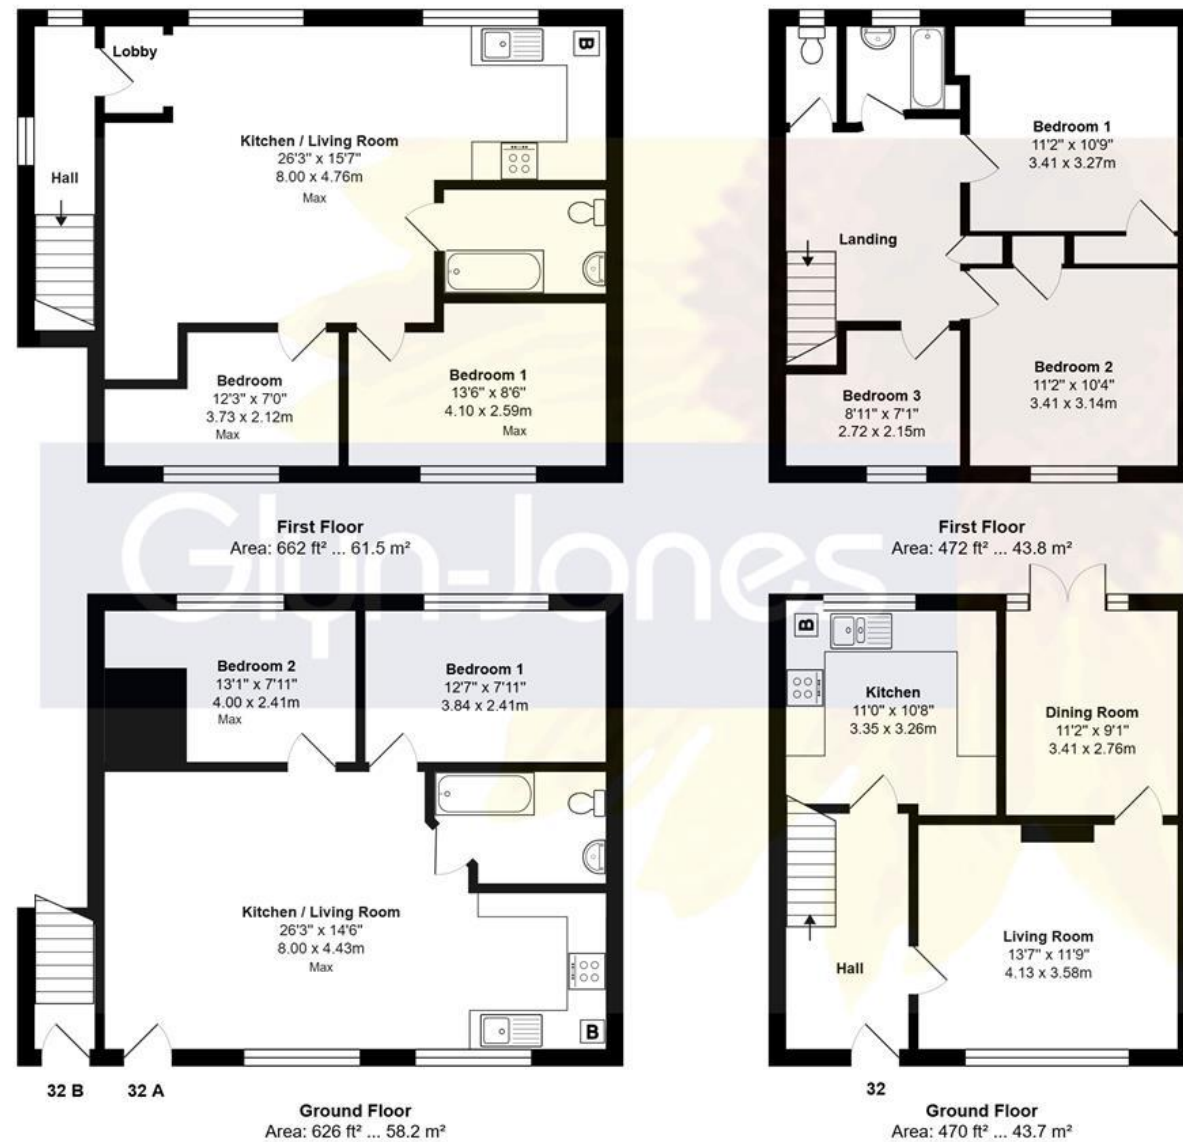 Lobby
B
Kitchen / Living Room
26'3" x 15'7"
8.00 x 4.76m
Max
Hall
Bedroom
12'3" x 7'0"
3.73 x 2.12m
Max
Bedroom 1
13'6" x 8'6"
4.10 x 2.59m
Max
First Floor
Area: 662 ft² ... 61.5 m²
Bedroom 1
11'2" x 10'9"
3.41 x 3.27m
Landing
Bedroom 2
11'2" x 10'4"
3.41 x 3.14m
Bedroom 3
8'11" x 7'1"
2.72 x 2.15m
First Floor
Area: 472 ft² ... 43.8 m²
Glyn-Jones
Bedroom 2
13'1" x 7'11"
4.00 x 2.41m
Max
Bedroom 1
12'7" x 7'11"
3.84 x 2.41m
Kitchen / Living Room
26'3" x 14'6"
8.00 x 4.43m
Max
B
32 B
32 A
Ground Floor
Area: 626 ft² ... 58.2 m²
B
Kitchen
11'0" x 10'8"
3.35 x 3.26m
Dining Room
11'2" x 9'1"
3.41 x 2.76m
Living Room
13'7" x 11'9"
4.13 x 3.58m
Hall
32
Ground Floor
Area: 470 ft² ... 43.7 m²